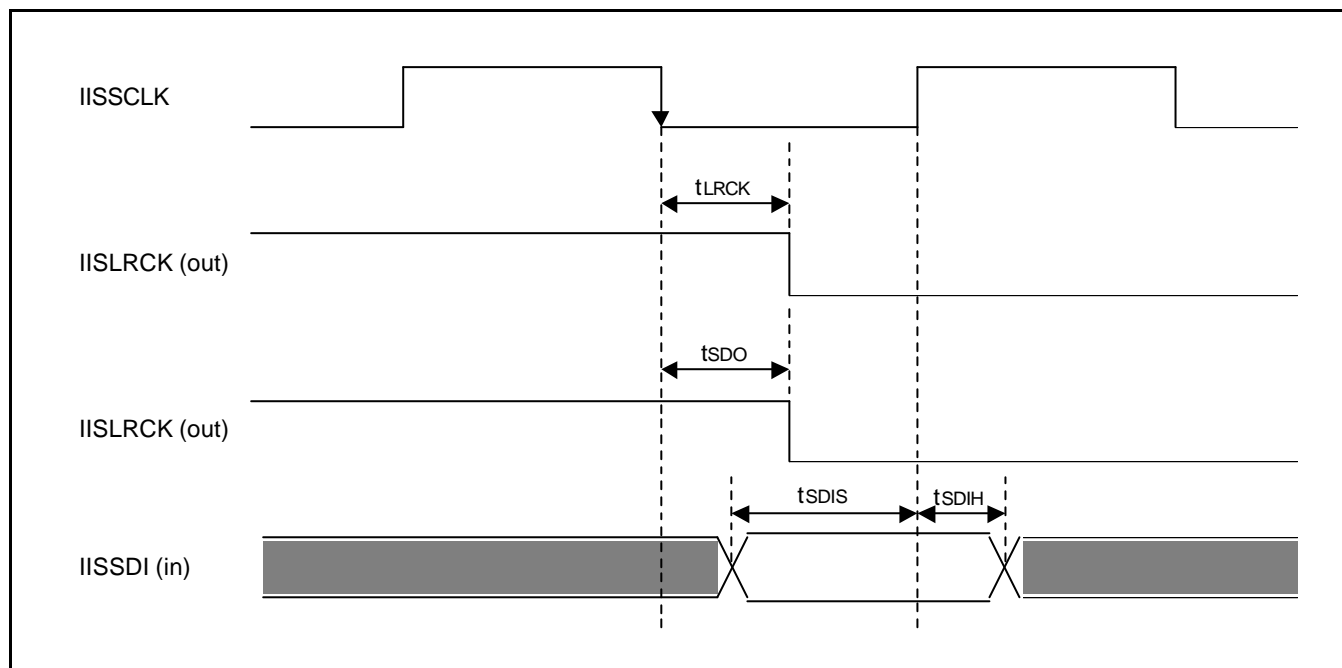 IISSCLK
tLRCK
IISLRCK (out)
tSDO
IISLRCK (out)
tSDIS
tSDIH
IISSDI (in)